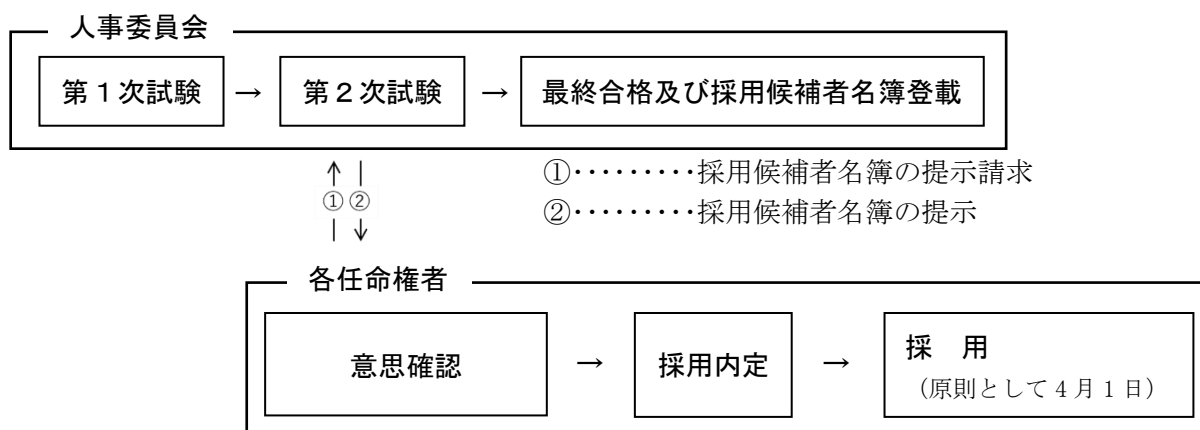 人事委員会
第１次試験 → 第２次試験 → 最終合格及び採用候補者名簿登載
↑｜ ①･････････採用候補者名簿の提示請求
①② ②･････････採用候補者名簿の提示
｜↓
各任命権者
意思確認 → 採用内定 → 採　用
（原則として４月１日）